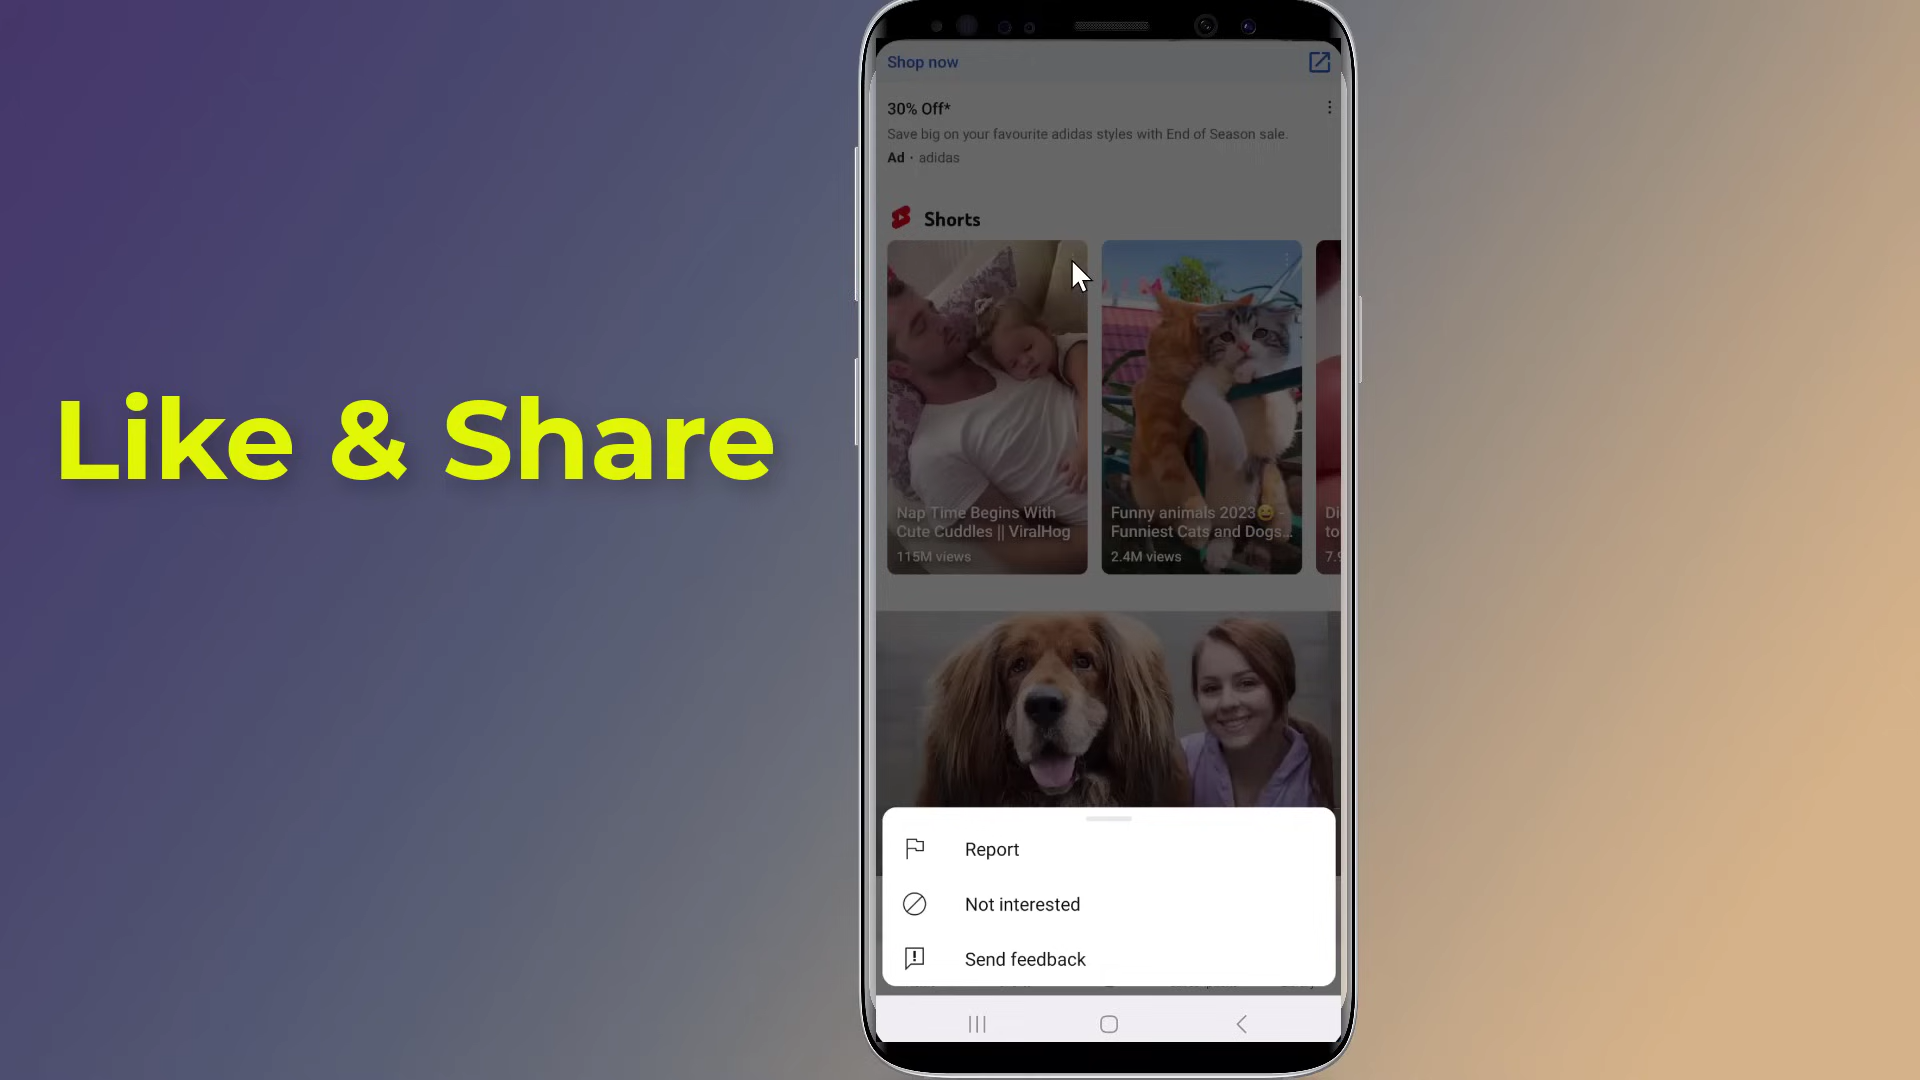 Like & Share
Shop now
30% Off*
Save big on your favourite adidas styles with End of Season sale.
Ad · adidas
Shorts
Nap Time Begins With
Cute Cuddles || ViralHog
115M views
Funny animals 2023😆 -
Funniest Cats and Dogs...
2.4M views
Report
Not interested
Send feedback